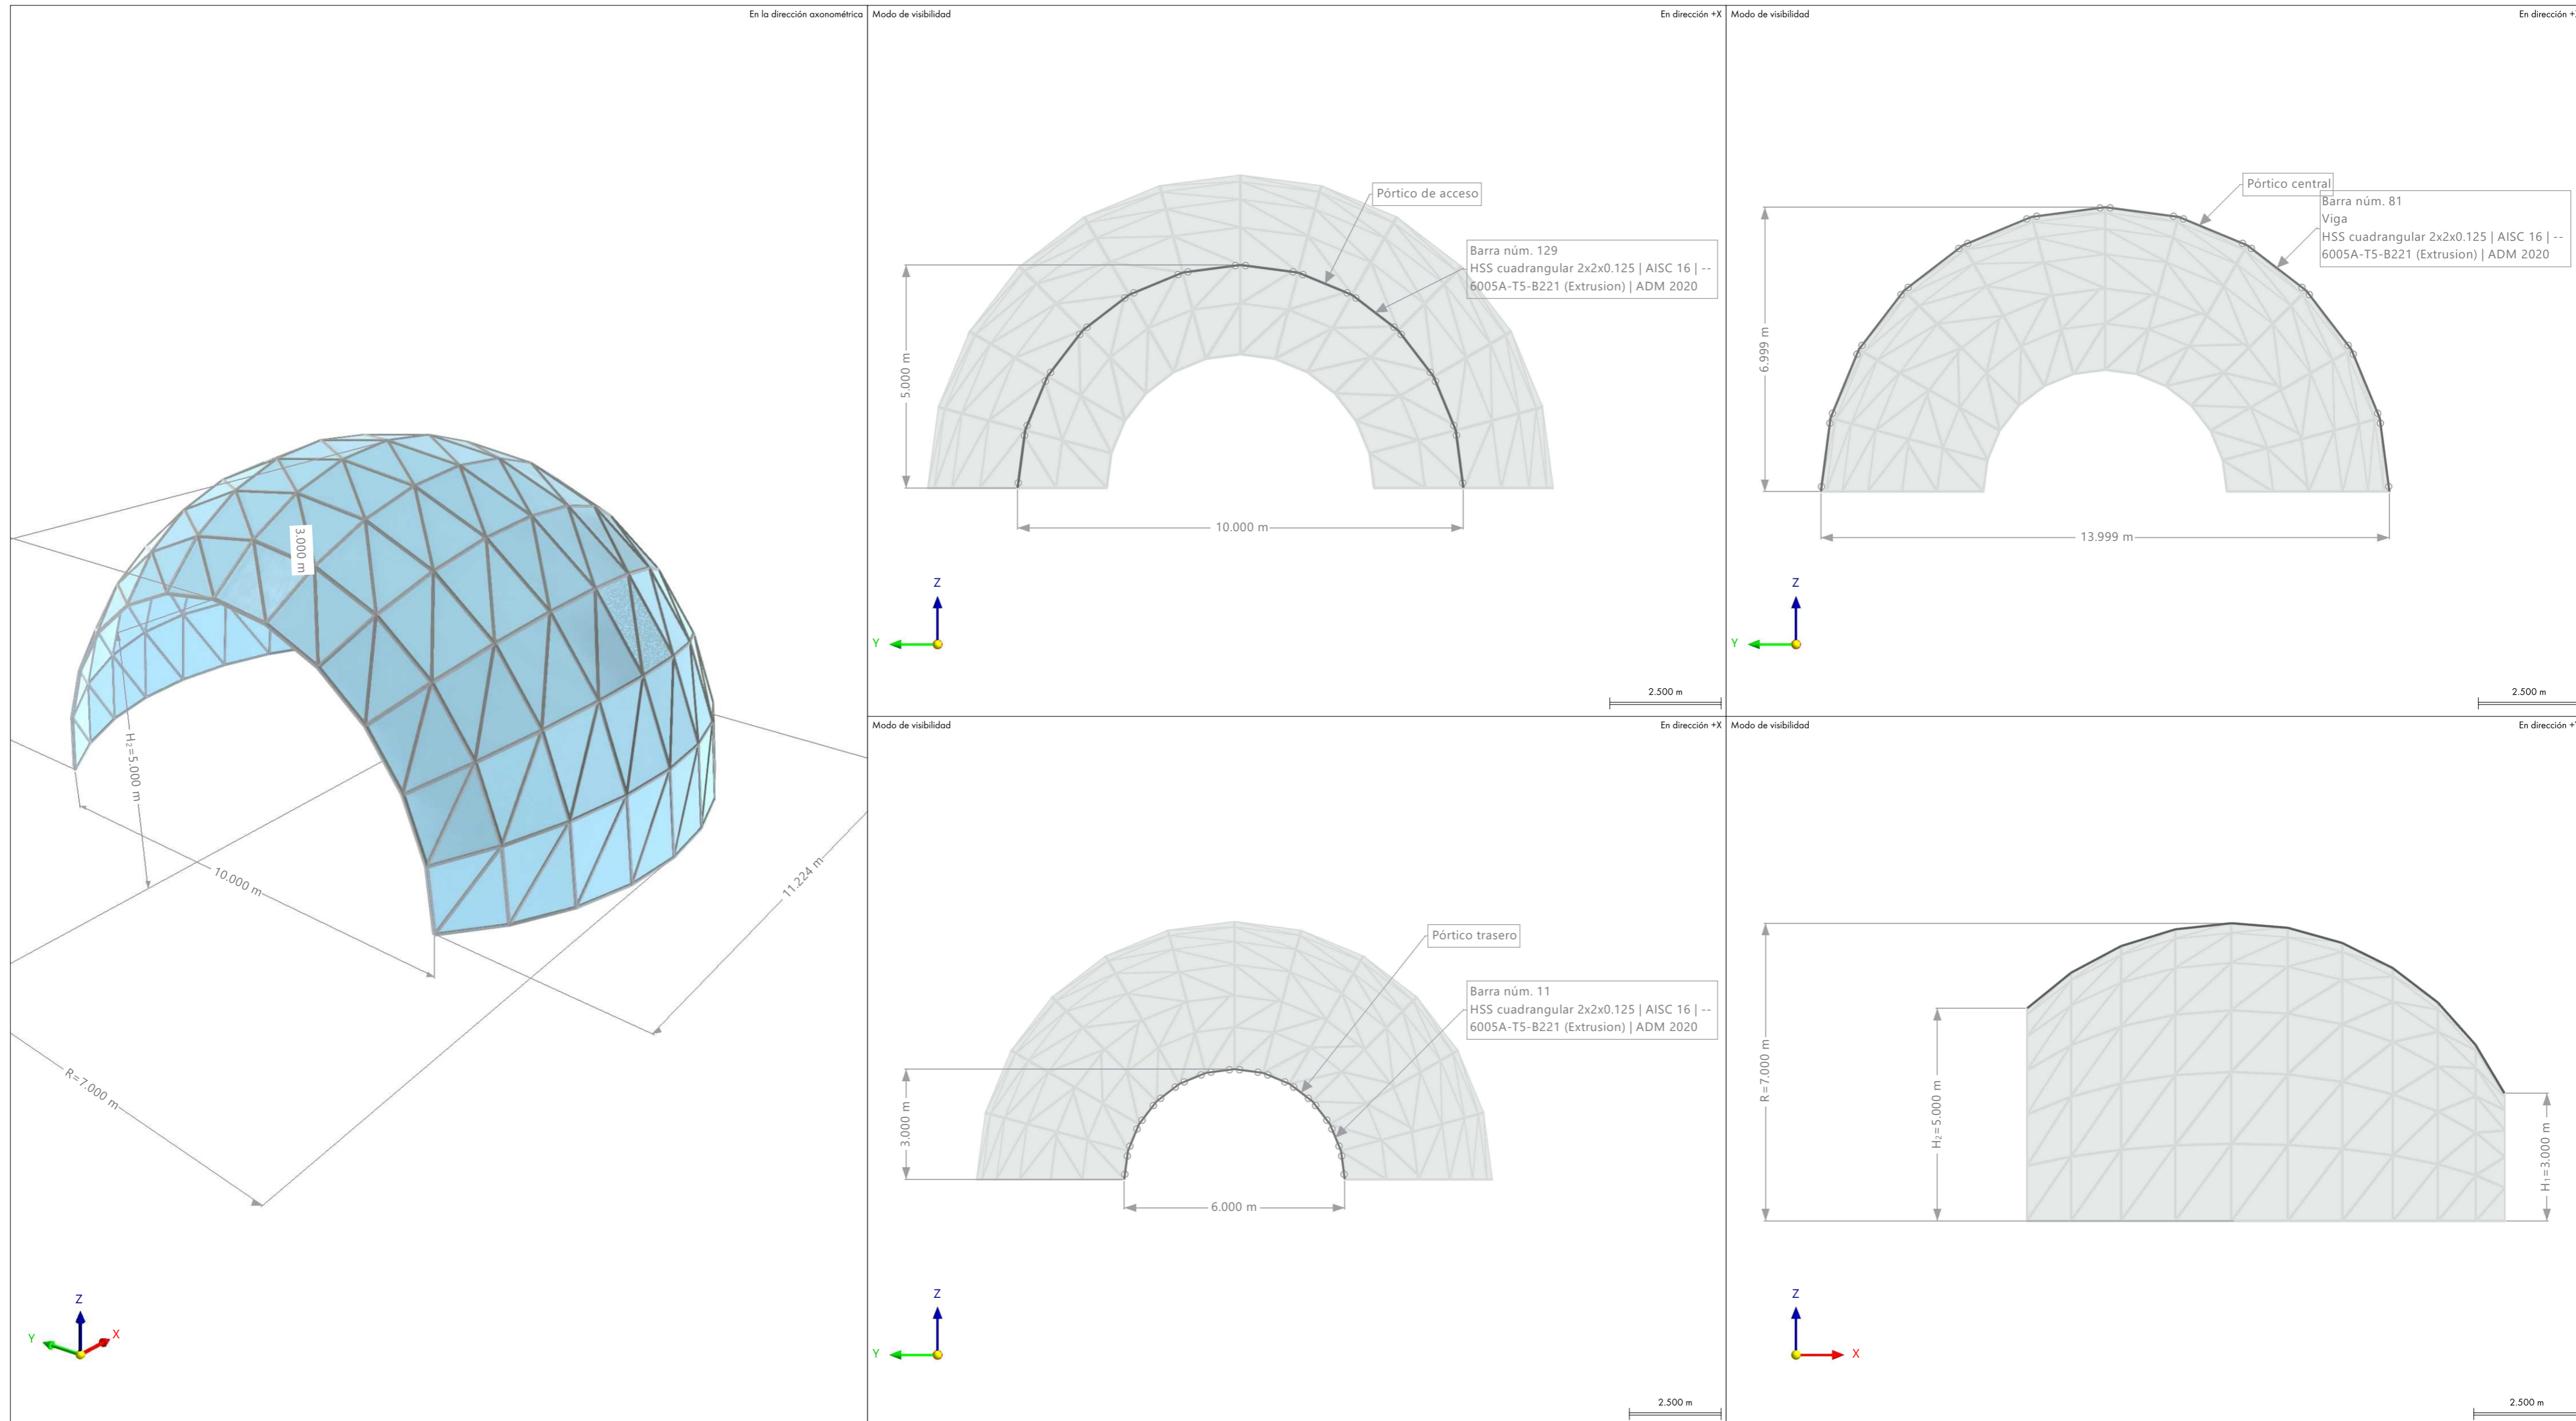 En la dirección axonométrica
3.000 m
H₂=5.000 m
10.000 m
11.224 m
R=7.000 m
Z
Y
X
Modo de visibilidad
En dirección +X
Pórtico de acceso
Barra núm. 129
HSS cuadrangular 2x2x0.125 | AISC 16 | --
6005A-T5-B221 (Extrusion) | ADM 2020
5.000 m
10.000 m
Z
Y
2.500 m
Modo de visibilidad
En dirección +
Pórtico central
Barra núm. 81
Viga
HSS cuadrangular 2x2x0.125 | AISC 16 | --
6005A-T5-B221 (Extrusion) | ADM 2020
6.999 m
13.999 m
Z
Y
2.500 m
Modo de visibilidad
En dirección +X
Pórtico trasero
Barra núm. 11
HSS cuadrangular 2x2x0.125 | AISC 16 | --
6005A-T5-B221 (Extrusion) | ADM 2020
3.000 m
6.000 m
Z
Y
2.500 m
Modo de visibilidad
En dirección +
R=7.000 m
H₂=5.000 m
H₁=3.000 m
Z
X
2.500 m